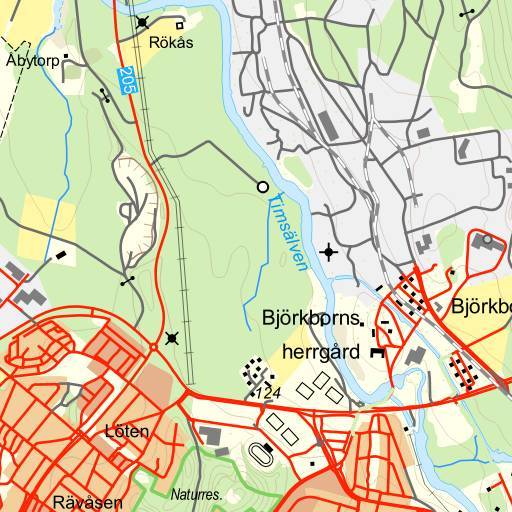 Rökås
Åbytorp
205
Timsälven
Björkborns
herrgård
Björkbo
124
Löten
Rävåsen
Naturres.